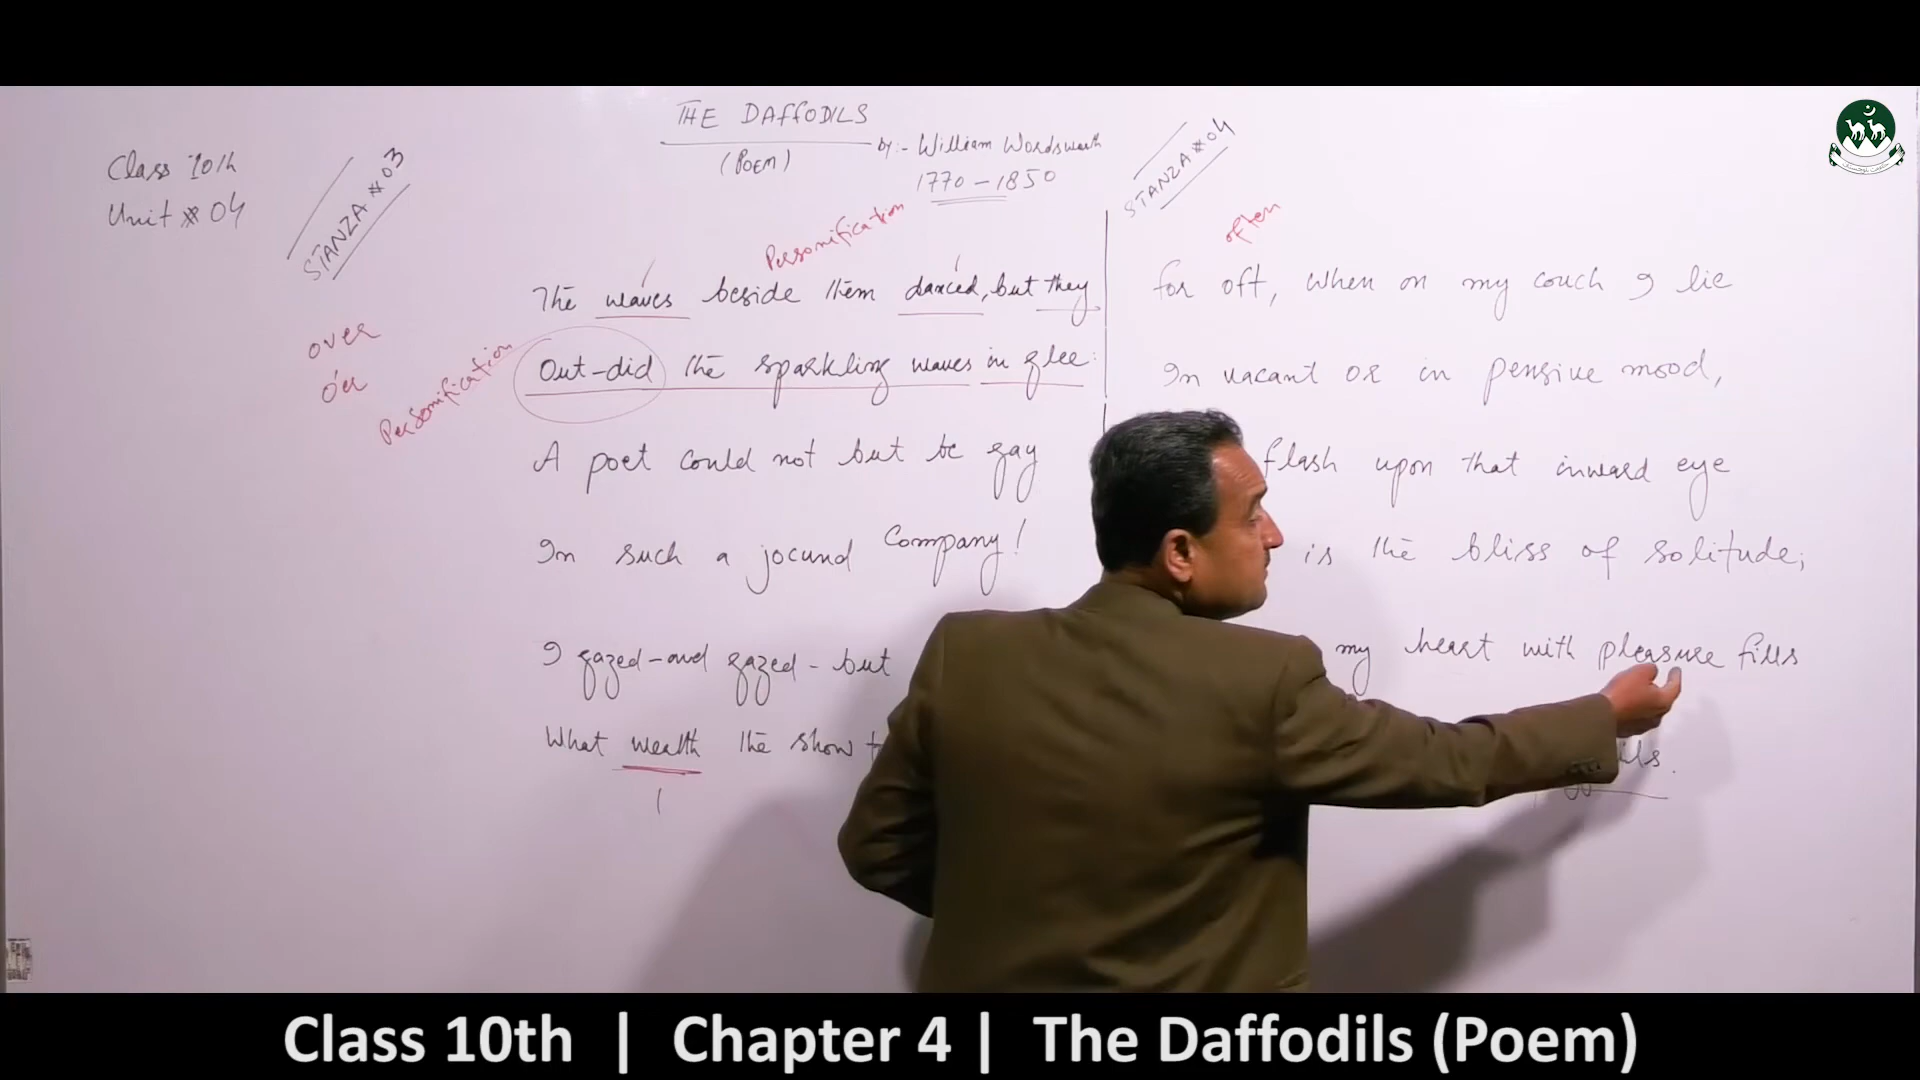 THE DAFFODILS
(POEM)
by:- William Wordsworth
1770 - 1850
Class 10th
Unit # 04
STANZA # 03
over
o'er
Personification
Personification
The waves beside them danced, but they
Out-did the sparkling waves in glee:
A poet could not but be gay
In such a jocund Company!
I gazed-and gazed - but
What wealth the show
STANZA # 04
often
for oft, when on my couch I lie
In vacant or in pensive mood,
flash upon that inward eye
is the bliss of solitude;
my heart with pleasure fills
Class 10th | Chapter 4 | The Daffodils (Poem)